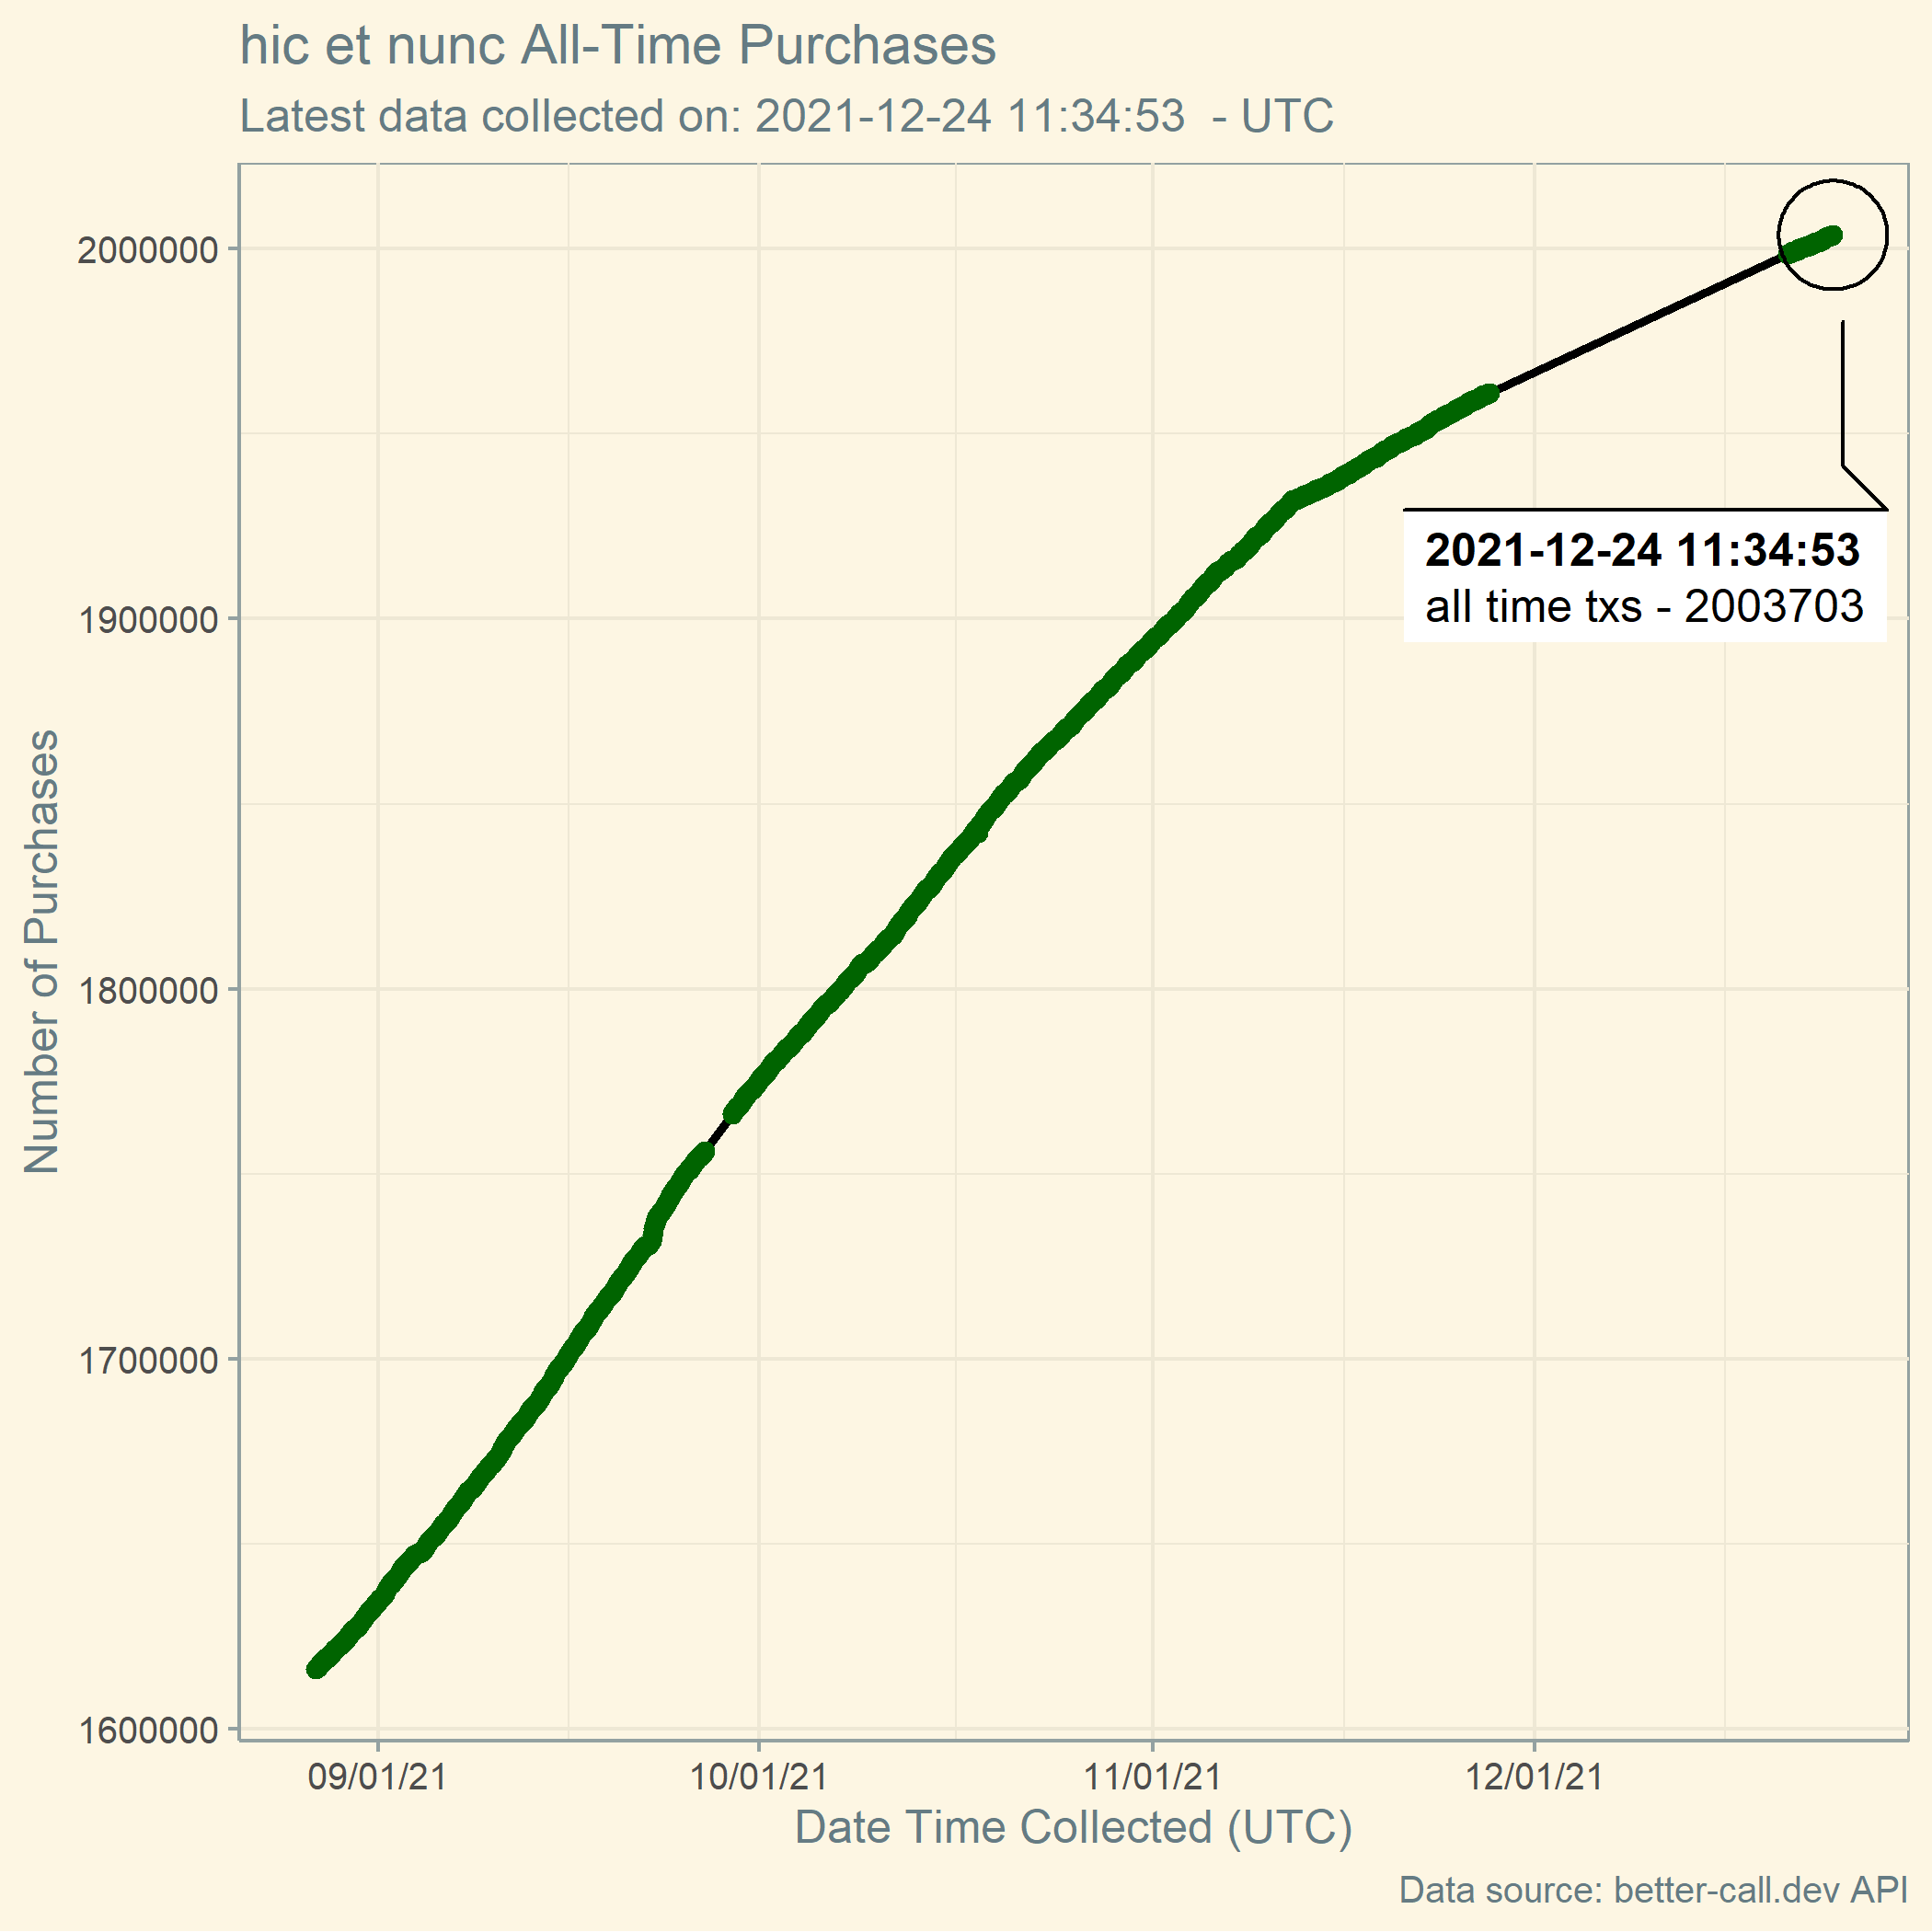 hic et nunc All-Time Purchases
Latest data collected on: 2021-12-24 11:34:53  - UTC
Number of Purchases
2000000
1900000
1800000
1700000
1600000
2021-12-24 11:34:53
all time txs - 2003703
09/01/21
10/01/21
11/01/21
12/01/21
Date Time Collected (UTC)
Data source: better-call.dev API